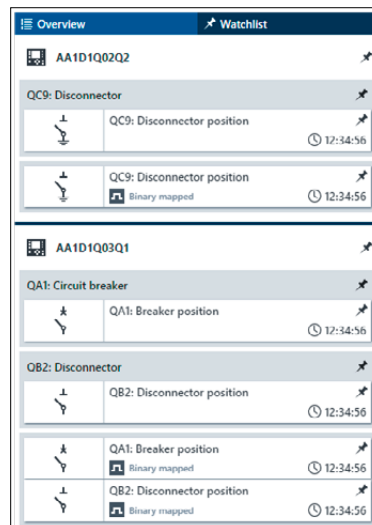 Overview
Watchlist
AA1D1Q02Q2
QC9: Disconnector
QC9: Disconnector position
12:34:56
QC9: Disconnector position
Binary mapped
12:34:56
AA1D1Q03Q1
QA1: Circuit breaker
QA1: Breaker position
12:34:56
QB2: Disconnector
QB2: Disconnector position
12:34:56
QA1: Breaker position
Binary mapped
12:34:56
QB2: Disconnector position
Binary mapped
12:34:56